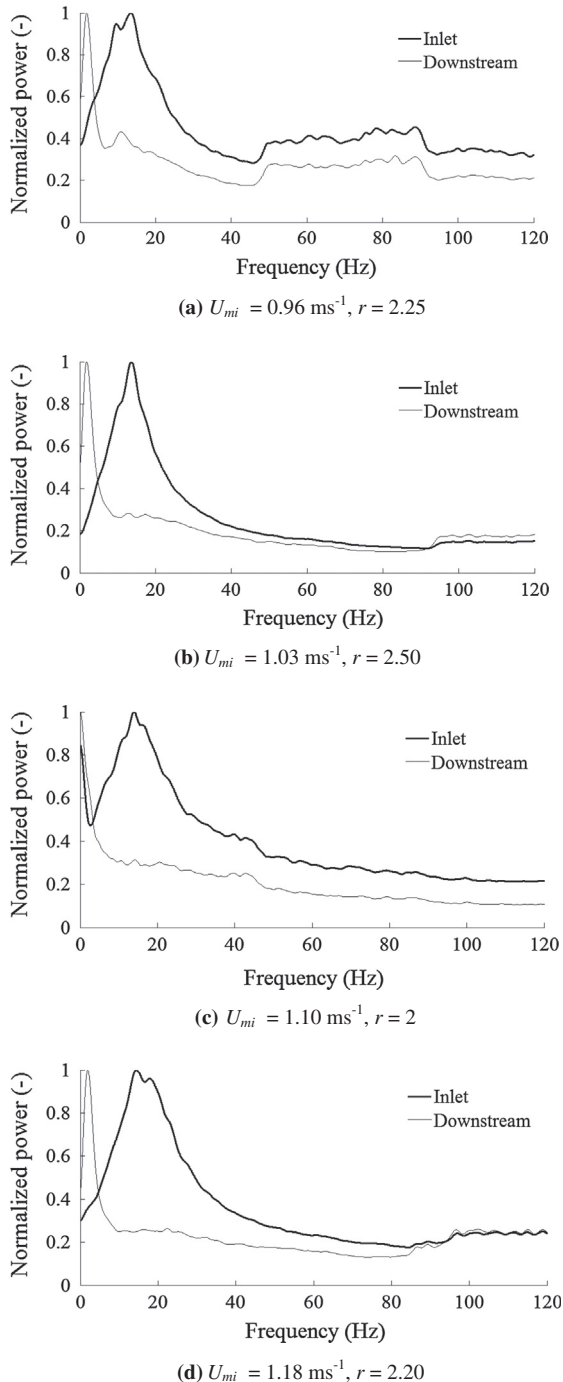 1
Inlet
Downstream
0.8
0.6
0.4
0.2
0
Normalized power (-)
0 20 40 60 80 100 120
Frequency (Hz)
(a) U_mi = 0.96 ms⁻¹, r = 2.25
1
Inlet
Downstream
0.8
0.6
0.4
0.2
0
Normalized power (-)
0 20 40 60 80 100 120
Frequency (Hz)
(b) U_mi = 1.03 ms⁻¹, r = 2.50
1
Inlet
Downstream
0.8
0.6
0.4
0.2
0
Normalized power (-)
0 20 40 60 80 100 120
Frequency (Hz)
(c) U_mi = 1.10 ms⁻¹, r = 2
1
Inlet
Downstream
0.8
0.6
0.4
0.2
0
Normalized power (-)
0 20 40 60 80 100 120
Frequency (Hz)
(d) U_mi = 1.18 ms⁻¹, r = 2.20